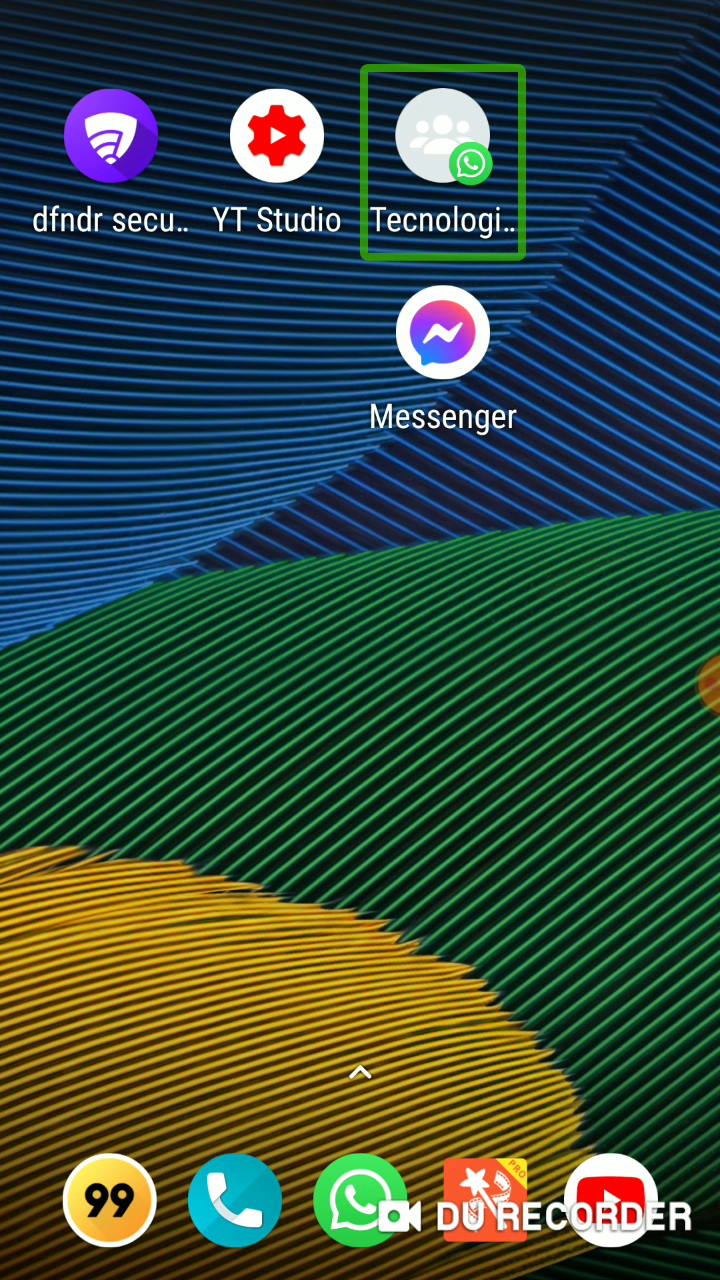 dfndr secu..
YT Studio
Tecnologi..
Messenger
99
PRO
DU RECORDER